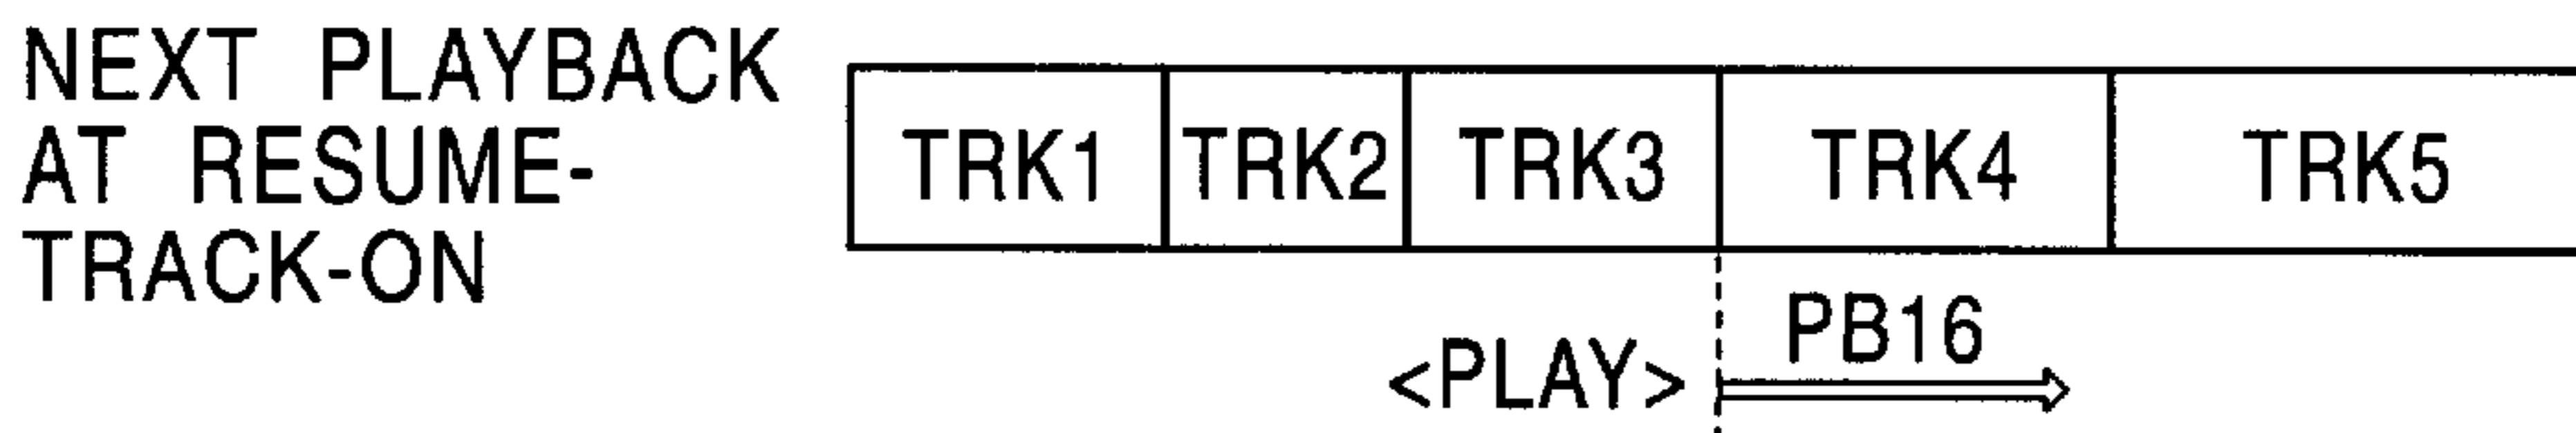 NEXT PLAYBACK
AT RESUME-
TRACK-ON
TRK1 TRK2 TRK3 TRK4 TRK5
PB16
<PLAY>